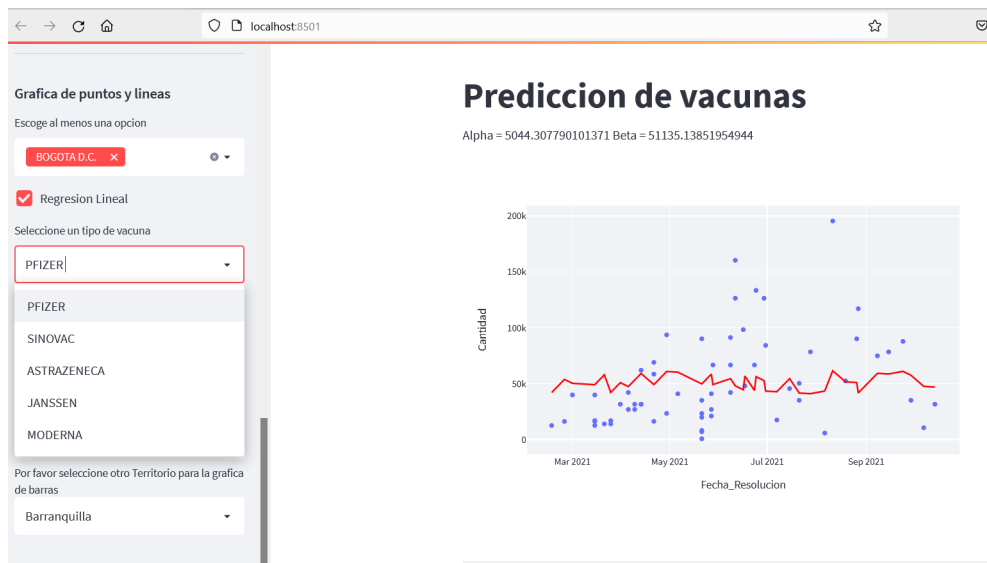 localhost:8501
Grafica de puntos y lineas
Escoge al menos una opcion
BOGOTA D.C.
Regresion Lineal
Seleccione un tipo de vacuna
PFIZER
PFIZER
SINOVAC
ASTRAZENECA
JANSSEN
MODERNA
Por favor seleccione otro Territorio para la grafica
de barras
Barranquilla
Prediccion de vacunas
Alpha = 5044.307790101371 Beta = 51135.13851954944
200k
150k
100k
50k
0
Cantidad
Mar 2021
May 2021
Jul 2021
Sep 2021
Fecha_Resolucion